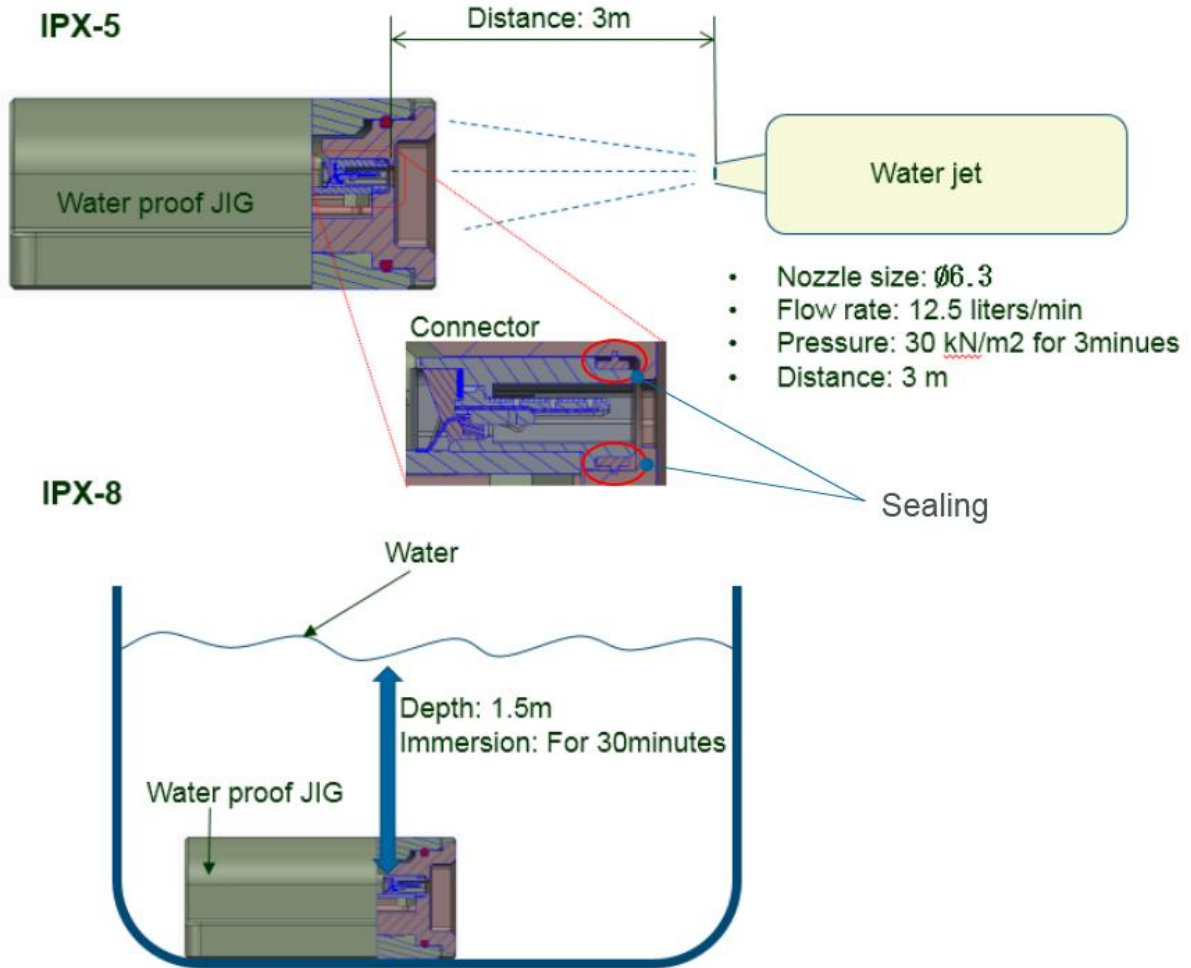 IPX-5
Distance: 3m
Water proof JIG
Water jet
• Nozzle size: Ø6.3
• Flow rate: 12.5 liters/min
• Pressure: 30 kN/m2 for 3minues
• Distance: 3 m
Connector
Sealing
IPX-8
Water
Depth: 1.5m
Immersion: For 30minutes
Water proof JIG